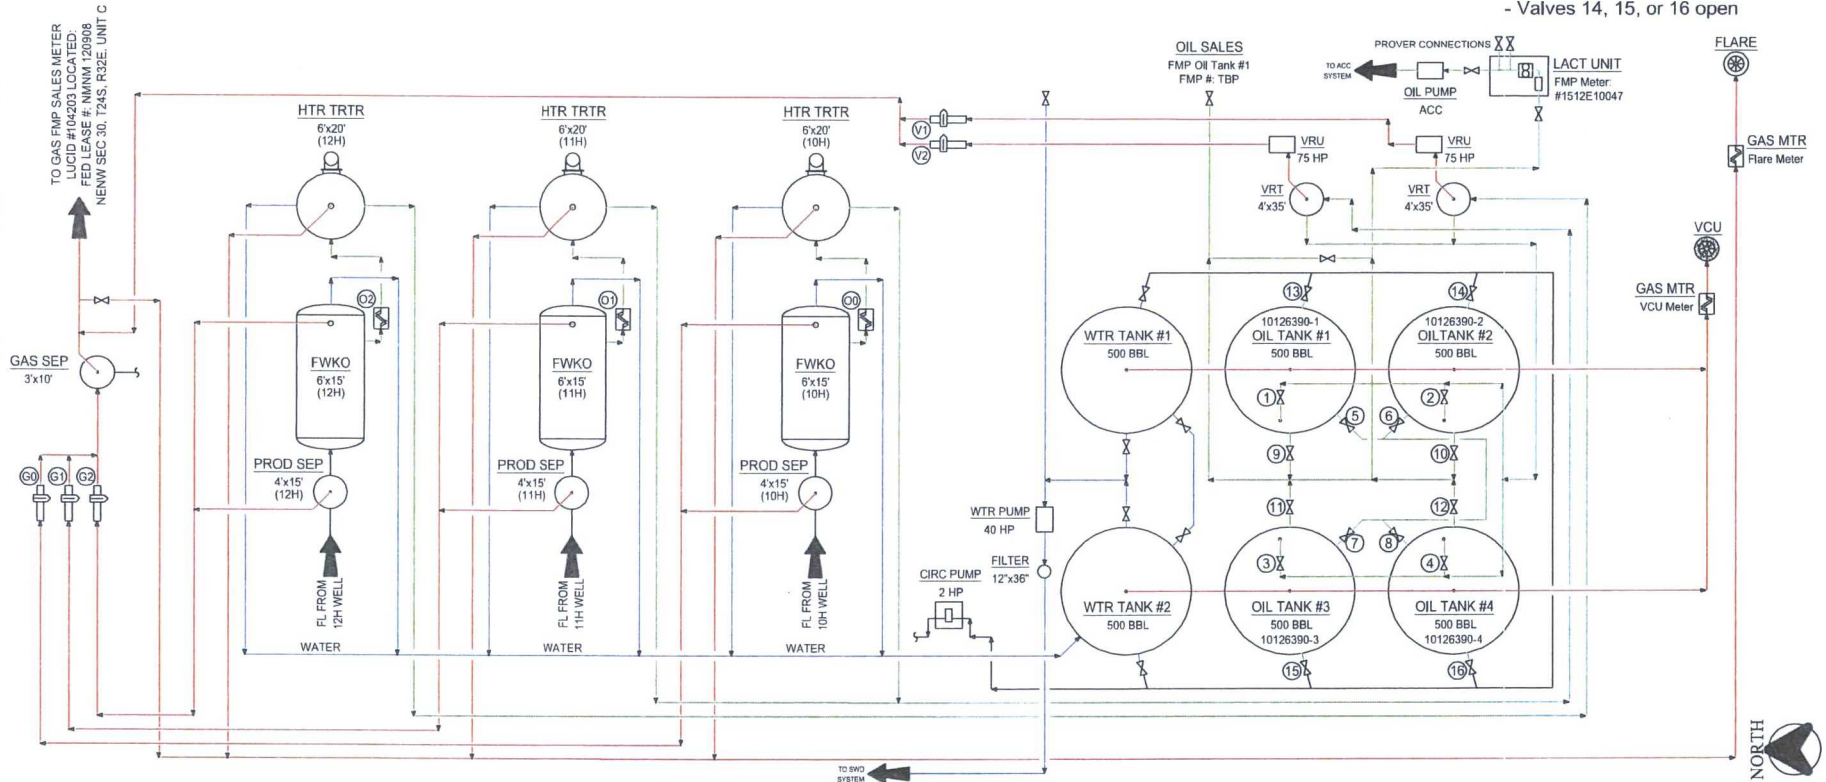 - Valves 14, 15, or 16 open
TO GAS FMP SALES METER
LUCID #104203 LOCATED:
FED LEASE #: NMNM 120908
NENW SEC 30, T24S, R32E, UNIT C
HTR TRTR
6'x20'
(12H)
HTR TRTR
6'x20'
(11H)
HTR TRTR
6'x20'
(10H)
V1
V2
OIL SALES
FMP Oil Tank #1
FMP #: TBP
PROVER CONNECTIONS
TO ACC
SYSTEM
OIL PUMP
ACC
8
LACT UNIT
FMP Meter:
#1512E10047
FLARE
GAS MTR
Flare Meter
VRU
75 HP
VRU
75 HP
VRT
4'x35'
VRT
4'x35'
VCU
GAS MTR
VCU Meter
GAS SEP
3'x10'
O2
O1
O0
FWKO
6'x15'
(12H)
FWKO
6'x15'
(11H)
FWKO
6'x15'
(10H)
PROD SEP
4'x15'
(12H)
PROD SEP
4'x15'
(11H)
PROD SEP
4'x15'
(10H)
G0
G1
G2
FL FROM
12H WELL
FL FROM
11H WELL
FL FROM
10H WELL
WATER
WATER
WATER
WTR TANK #1
500 BBL
13
10126390-1
OIL TANK #1
500 BBL
14
10126390-2
OILTANK #2
500 BBL
1
2
5
6
9
10
11
12
7
8
3
4
WTR PUMP
40 HP
FILTER
12"x36"
CIRC PUMP
2 HP
WTR TANK #2
500 BBL
OIL TANK #3
500 BBL
10126390-3
OIL TANK #4
500 BBL
10126390-4
15
16
TO SWD
SYSTEM
NORTH